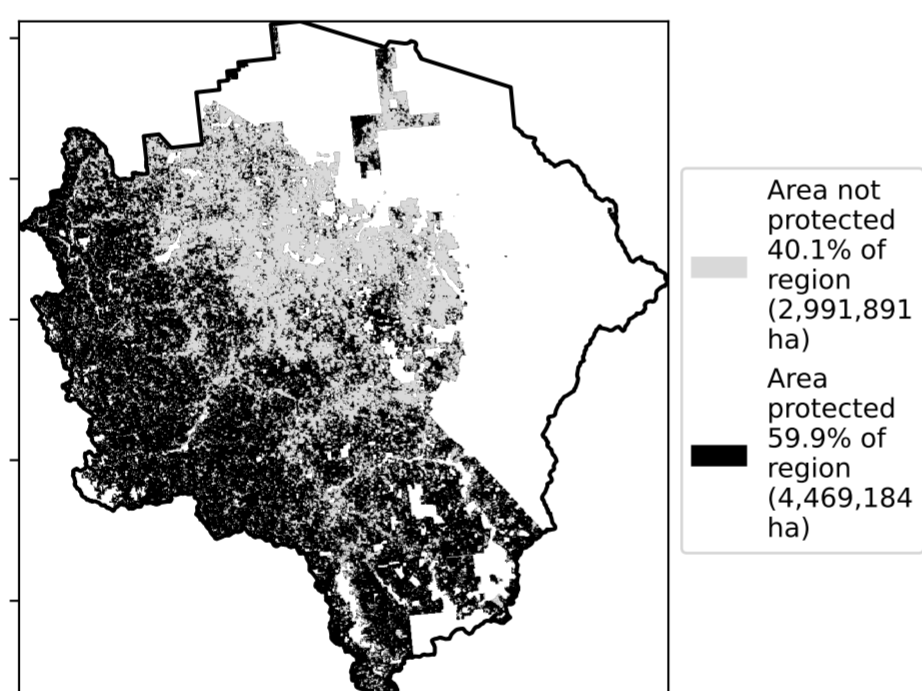 Area not
protected
40.1% of
region
(2,991,891
ha)
Area
protected
59.9% of
region
(4,469,184
ha)